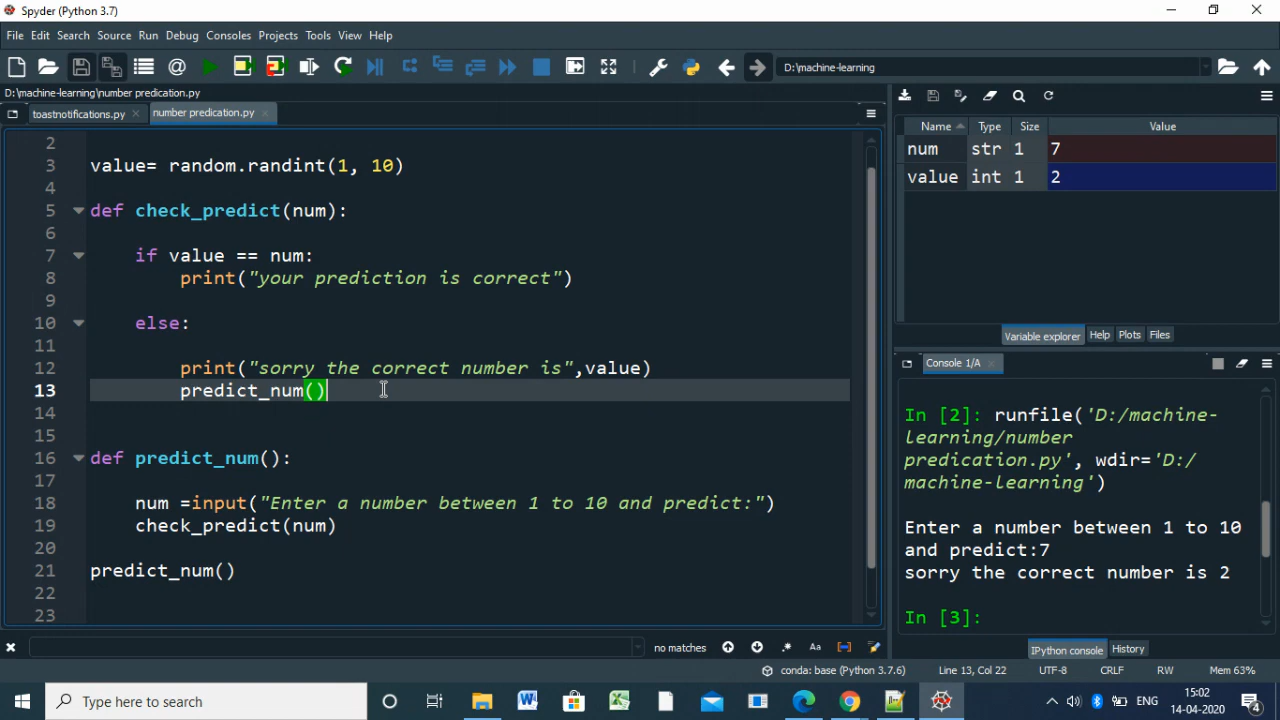 Spyder (Python 3.7)
File Edit Search Source Run Debug Consoles Projects Tools View Help
D:\machine-learning
D:\machine-learning\number predication.py
toastnotifications.py number predication.py
2
3 value= random.randint(1, 10)
4
5 def check_predict(num):
6
7 if value == num:
8 print("your prediction is correct")
9
10 else:
11
12 print("sorry the correct number is",value)
13 predict_num()
14
15
16 def predict_num():
17
18 num =input("Enter a number between 1 to 10 and predict:")
19 check_predict(num)
20
21 predict_num()
22
23
no matches
Aa
Name Type Size Value
num str 1 7
value int 1 2
Variable explorer Help Plots Files
Console 1/A
In [2]: runfile('D:/machine-
learning/number
predication.py', wdir='D:/
machine-learning')
Enter a number between 1 to 10
and predict:7
sorry the correct number is 2
In [3]:
IPython console History
conda: base (Python 3.7.6) Line 13, Col 22 UTF-8 CRLF RW Mem 63%
Type here to search
ENG
15:02
14-04-2020
4